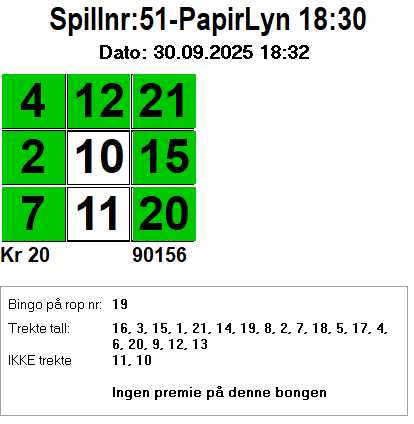 Spillnr:51-PapirLyn 18:30
Dato: 30.09.2025 18:32
4 12 21
2 10 15
7 11 20
Kr 20 90156
Bingo på rop nr: 19
Trekte tall: 16, 3, 15, 1, 21, 14, 19, 8, 2, 7, 18, 5, 17, 4,
6, 20, 9, 12, 13
IKKE trekte 11, 10
Ingen premie på denne bongen